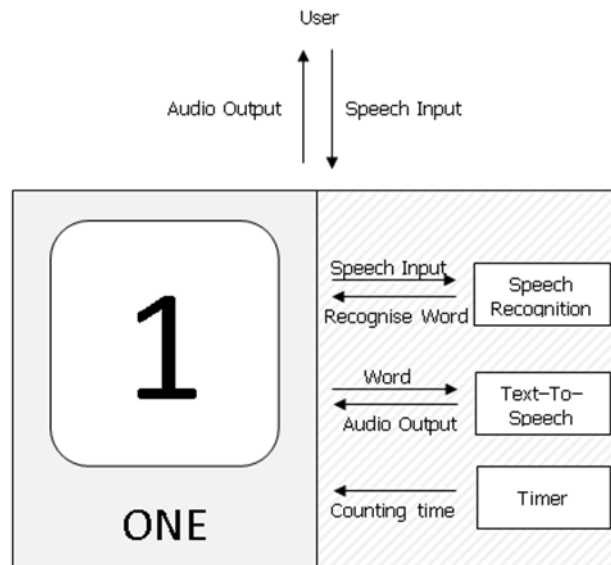 User
Audio Output
Speech Input
1
ONE
Speech Input
Recognise Word
Speech
Recognition
Word
Audio Output
Text-To-
Speech
Counting time
Timer